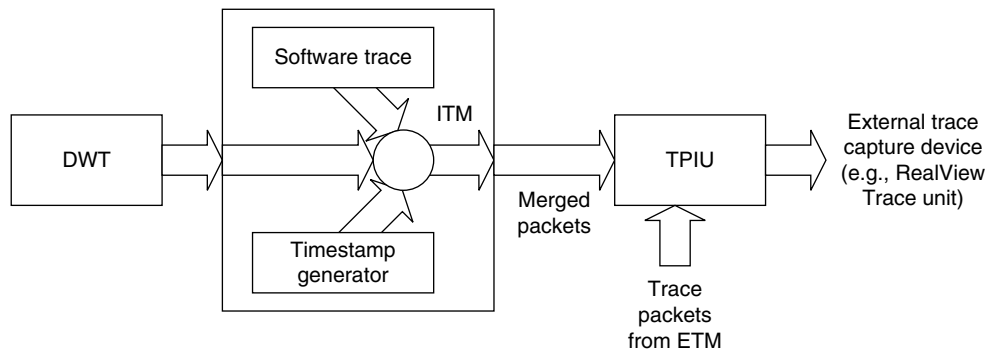 Software trace
ITM
DWT
TPIU
External trace
capture device
(e.g., RealView
Trace unit)
Merged
packets
Timestamp
generator
Trace
packets
from ETM